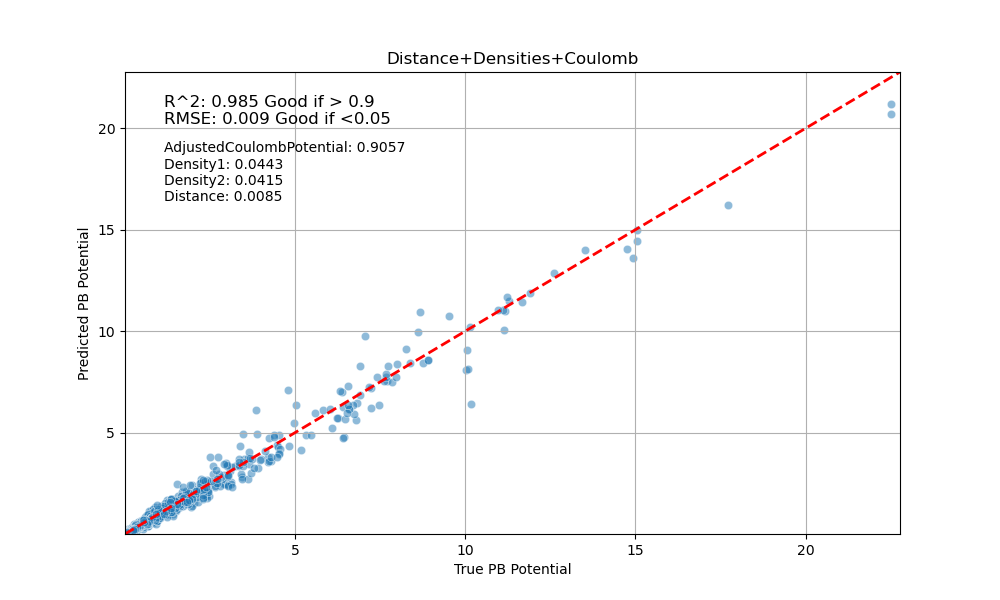 Distance+Densities+Coulomb
R^2: 0.985 Good if > 0.9
RMSE: 0.009 Good if <0.05
AdjustedCoulombPotential: 0.9057
Density1: 0.0443
Density2: 0.0415
Distance: 0.0085
Predicted PB Potential
20
15
10
5
5 10 15 20
True PB Potential